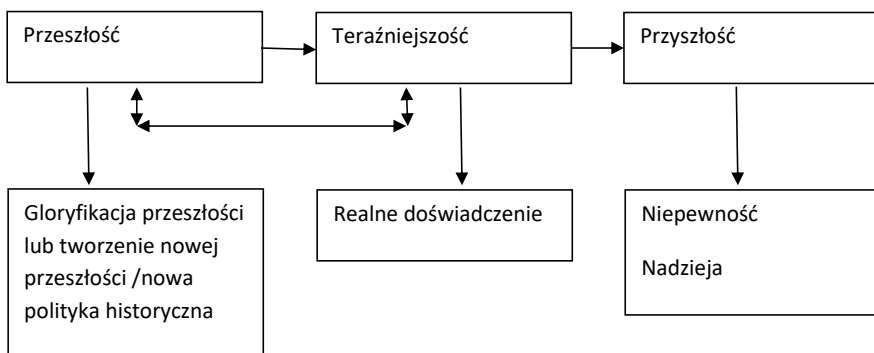 Przeszłość
Teraźniejszość
Przyszłość
Gloryfikacja przeszłości
lub tworzenie nowej
przeszłości /nowa
polityka historyczna
Realne doświadczenie
Niepewność
Nadzieja